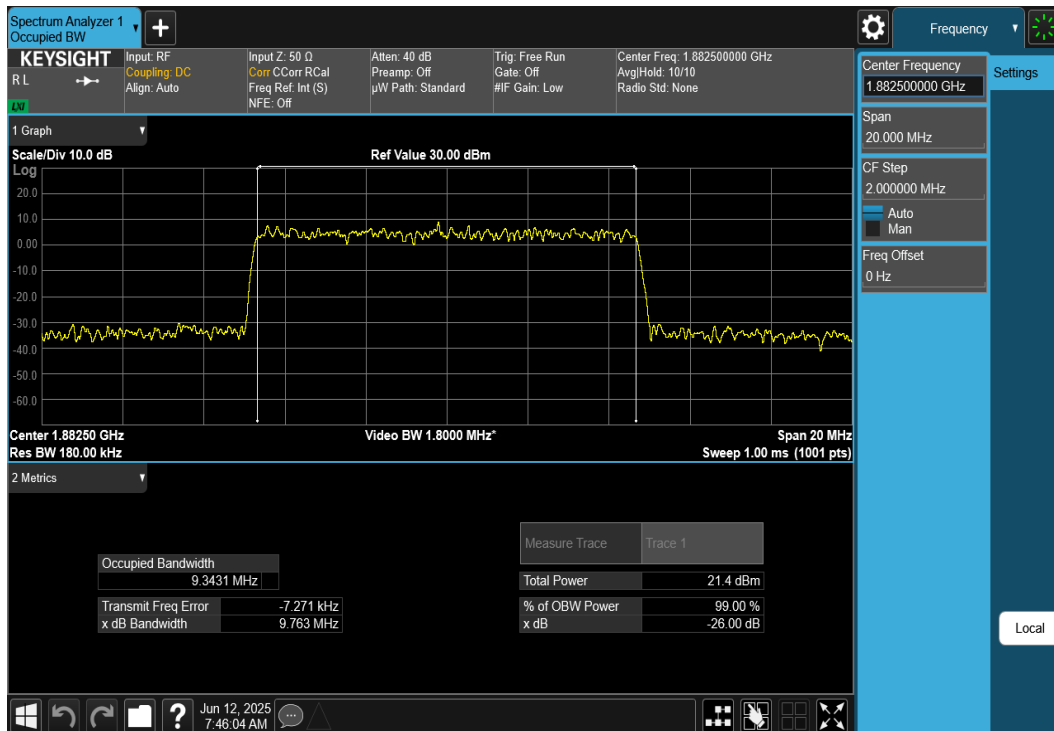 Spectrum Analyzer 1
Occupied BW
Frequency
KEYSIGHT
R L
LXI
Input: RF
Coupling: DC
Align: Auto
Input Z: 50 Ω
Corr CCorr RCal
Freq Ref: Int (S)
NFE: Off
Atten: 40 dB
Preamp: Off
µW Path: Standard
Trig: Free Run
Gate: Off
#IF Gain: Low
Center Freq: 1.882500000 GHz
Avg|Hold: 10/10
Radio Std: None
Center Frequency
1.882500000 GHz
Settings
Span
20.000 MHz
CF Step
2.000000 MHz
Auto
Man
Freq Offset
0 Hz
1 Graph
Scale/Div 10.0 dB
Ref Value 30.00 dBm
Log
20.0
10.0
0.00
-10.0
-20.0
-30.0
-40.0
-50.0
-60.0
Center 1.88250 GHz
Video BW 1.8000 MHz*
Span 20 MHz
Res BW 180.00 kHz
Sweep 1.00 ms (1001 pts)
2 Metrics
Measure Trace
Trace 1
Occupied Bandwidth
9.3431 MHz
Total Power
21.4 dBm
Transmit Freq Error
-7.271 kHz
% of OBW Power
99.00 %
x dB Bandwidth
9.763 MHz
x dB
-26.00 dB
Local
?
Jun 12, 2025
7:46:04 AM